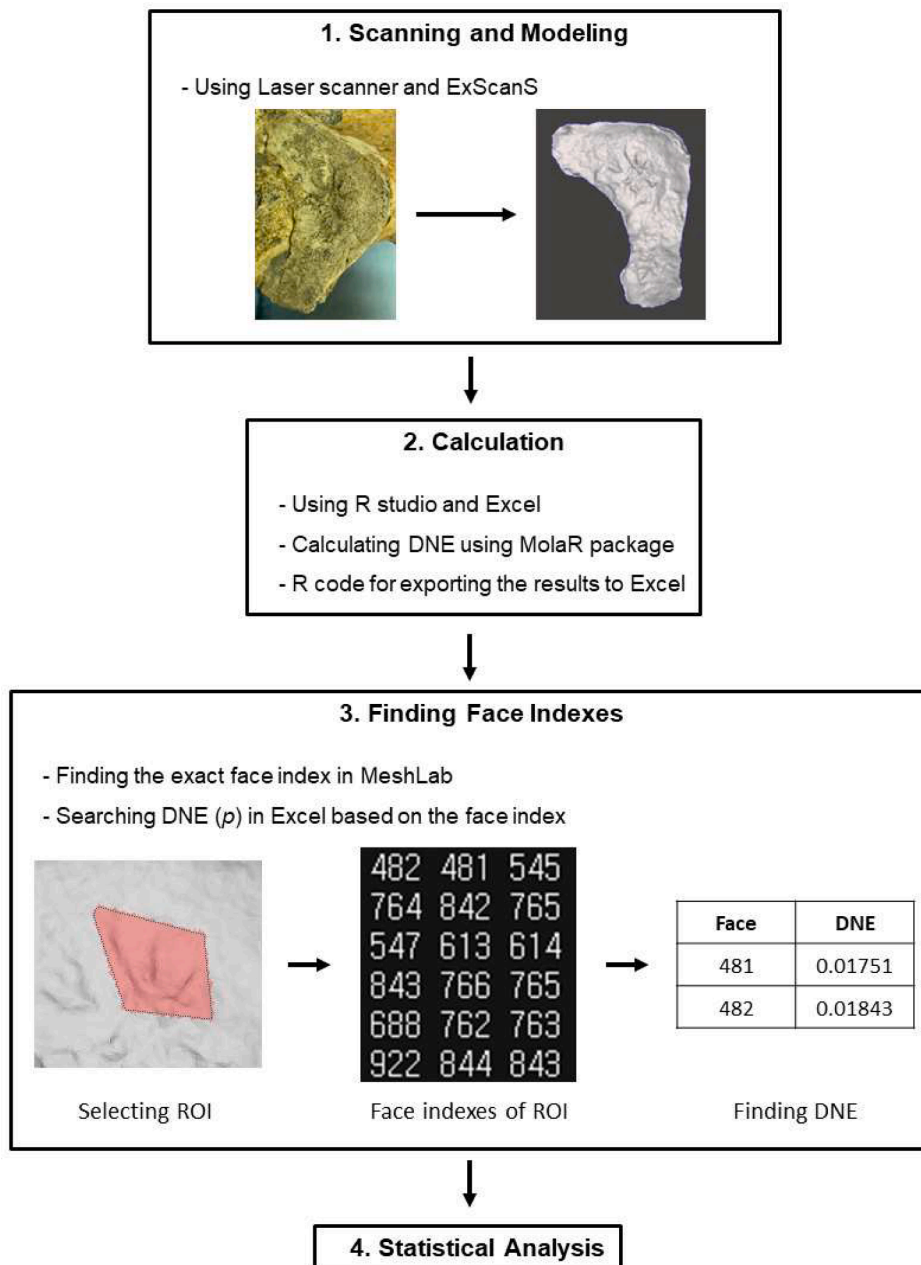 1. Scanning and Modeling
- Using Laser scanner and ExScanS
2. Calculation
- Using R studio and Excel
- Calculating DNE using MolaR package
- R code for exporting the results to Excel
3. Finding Face Indexes
- Finding the exact face index in MeshLab
- Searching DNE (p) in Excel based on the face index
482 481 545
764 842 765
547 613 614
843 766 765
688 762 763
922 844 843
Face DNE
481 0.01751
482 0.01843
Selecting ROI
Face indexes of ROI
Finding DNE
4. Statistical Analysis